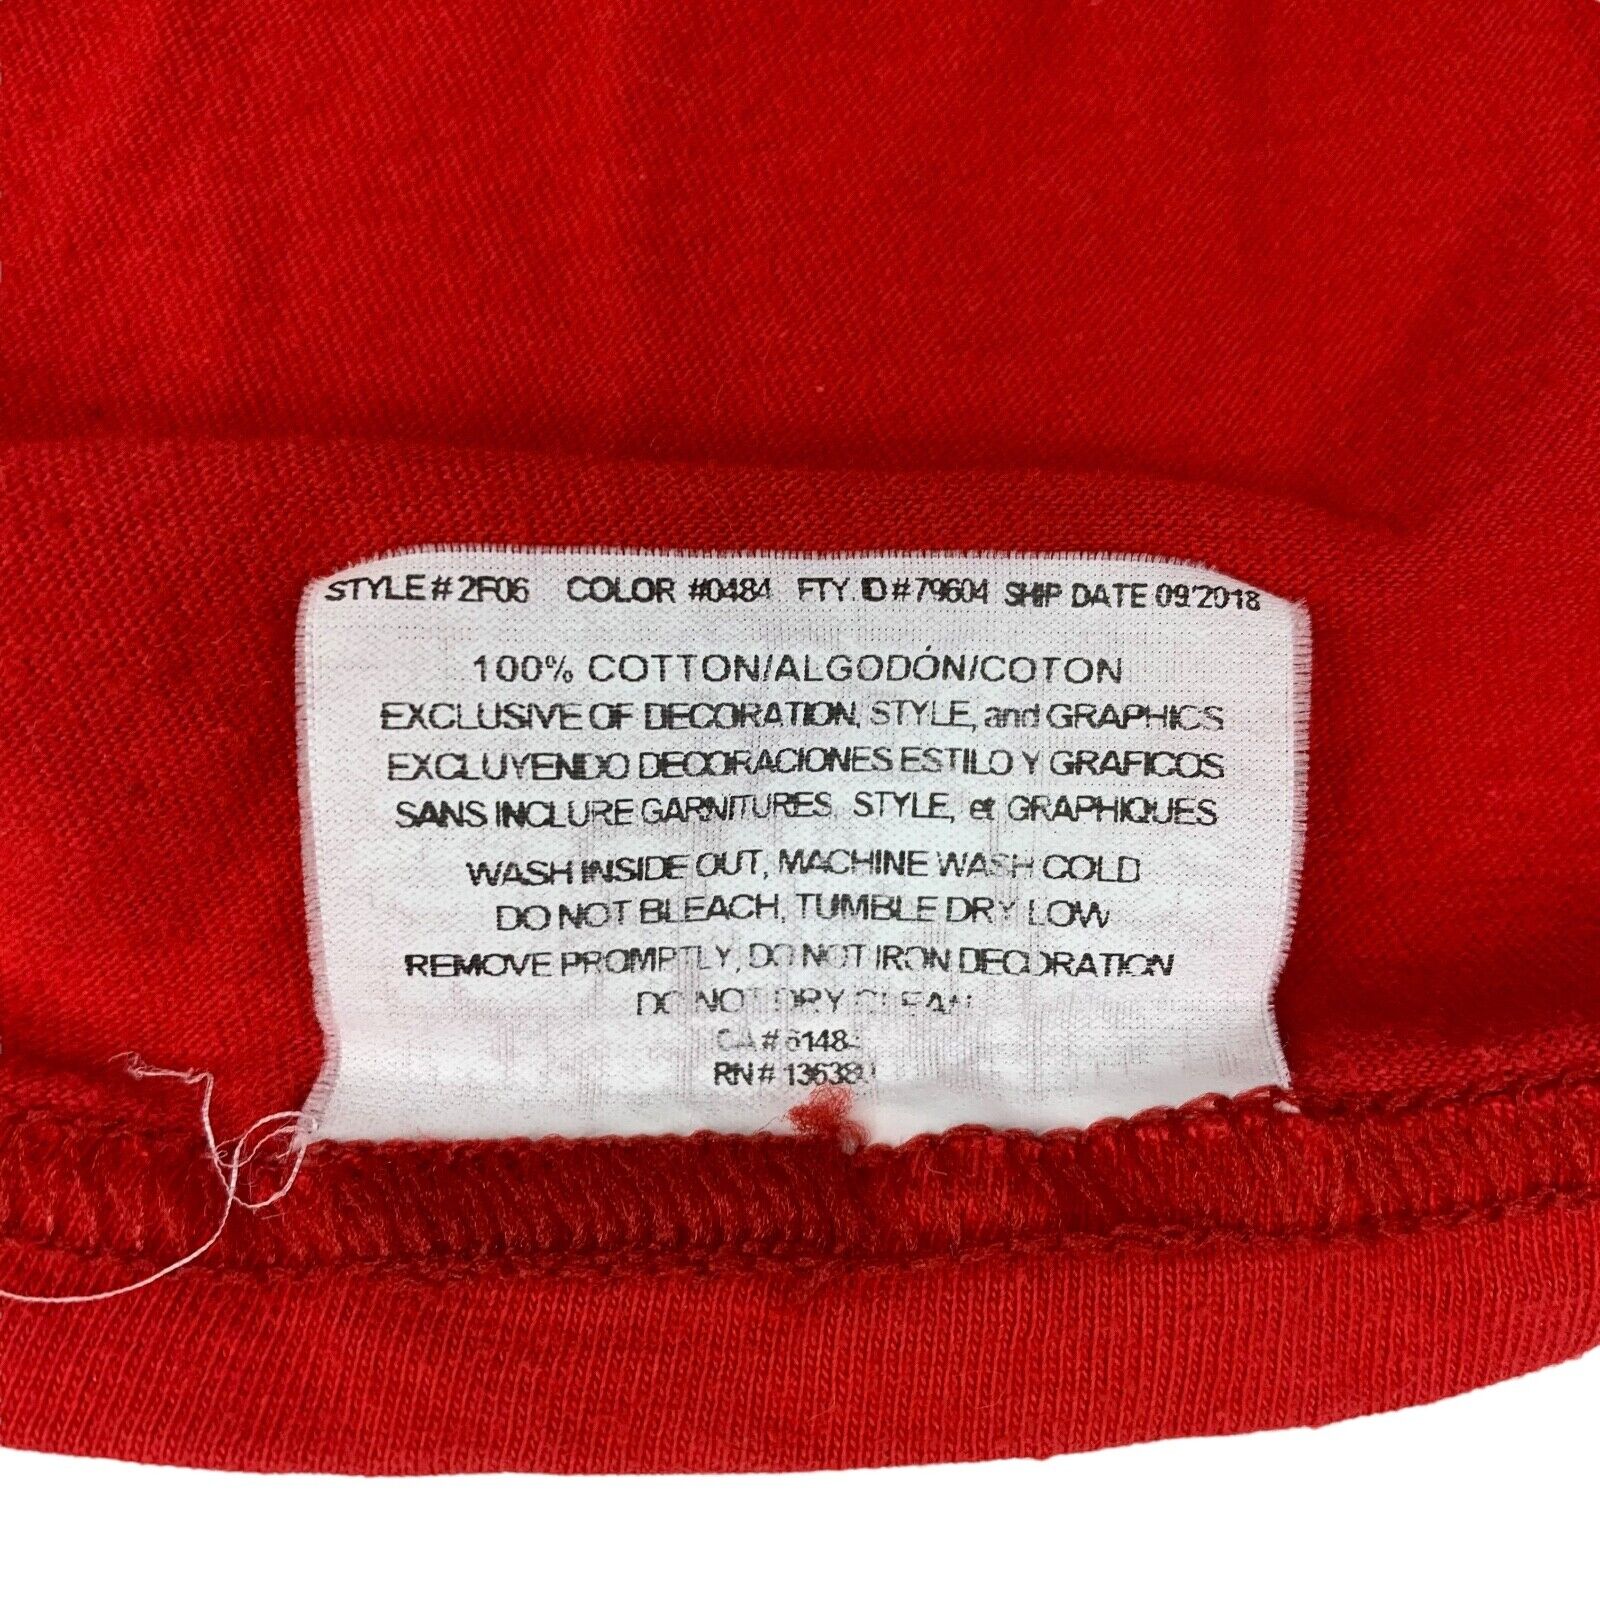 STYLE # 2F06 COLOR #0484 FTY. ID # 79604 SHIP DATE 09/2018
100% COTTON/ALGODÓN/COTON
EXCLUSIVE OF DECORATION, STYLE, and GRAPHICS
EXCLUYENDO DECORACIONES ESTILO Y GRAFICOS
SANS INCLURE GARNITURES, STYLE, et GRAPHIQUES
WASH INSIDE OUT, MACHINE WASH COLD
DO NOT BLEACH, TUMBLE DRY LOW
REMOVE PROMPTLY, DO NOT IRON DECORATION
DO NOT DRY CLEAN
CA #
RN #